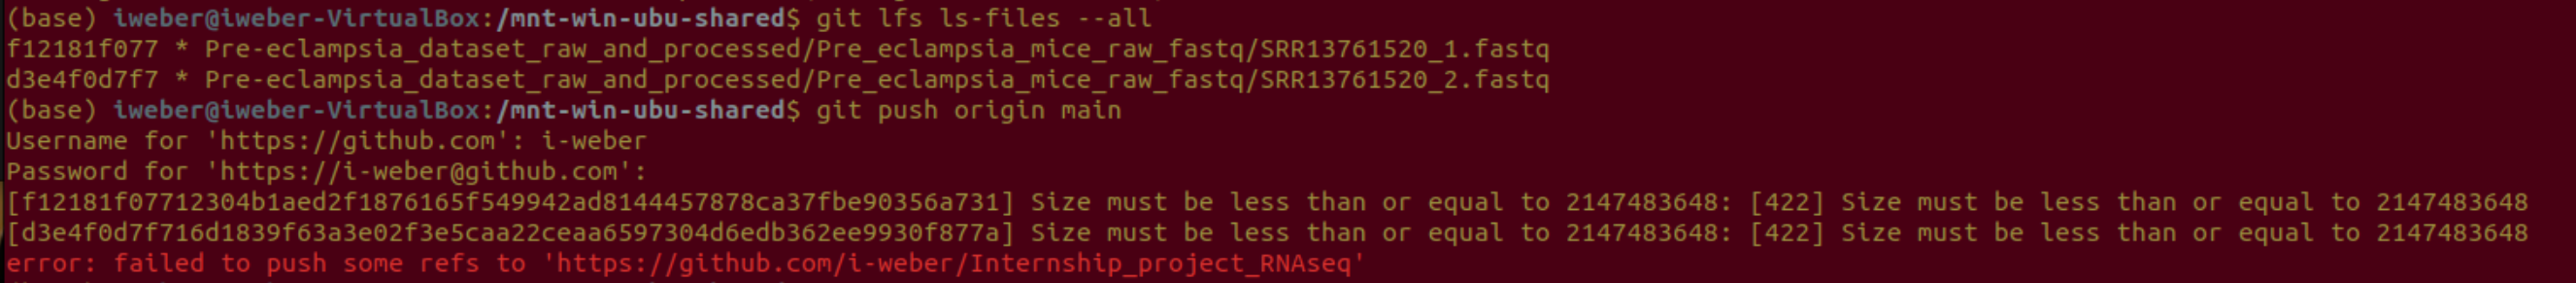 (base) iweber@iweber-VirtualBox:/mnt-win-ubu-shared$ git lfs ls-files --all
f12181f077 * Pre-eclampsia_dataset_raw_and_processed/Pre_eclampsia_mice_raw_fastq/SRR13761520_1.fastq
d3e4f0d7f7 * Pre-eclampsia_dataset_raw_and_processed/Pre_eclampsia_mice_raw_fastq/SRR13761520_2.fastq
(base) iweber@iweber-VirtualBox:/mnt-win-ubu-shared$ git push origin main
Username for 'https://github.com': i-weber
Password for 'https://i-weber@github.com':
[f12181f07712304b1aed2f1876165f549942ad8144457878ca37fbe90356a731] Size must be less than or equal to 2147483648: [422] Size must be less than or equal to 2147483648
[d3e4f0d7f716d1839f63a3e02f3e5caa22ceaa6597304d6edb362ee9930f877a] Size must be less than or equal to 2147483648: [422] Size must be less than or equal to 2147483648
error: failed to push some refs to 'https://github.com/i-weber/Internship_project_RNAseq'